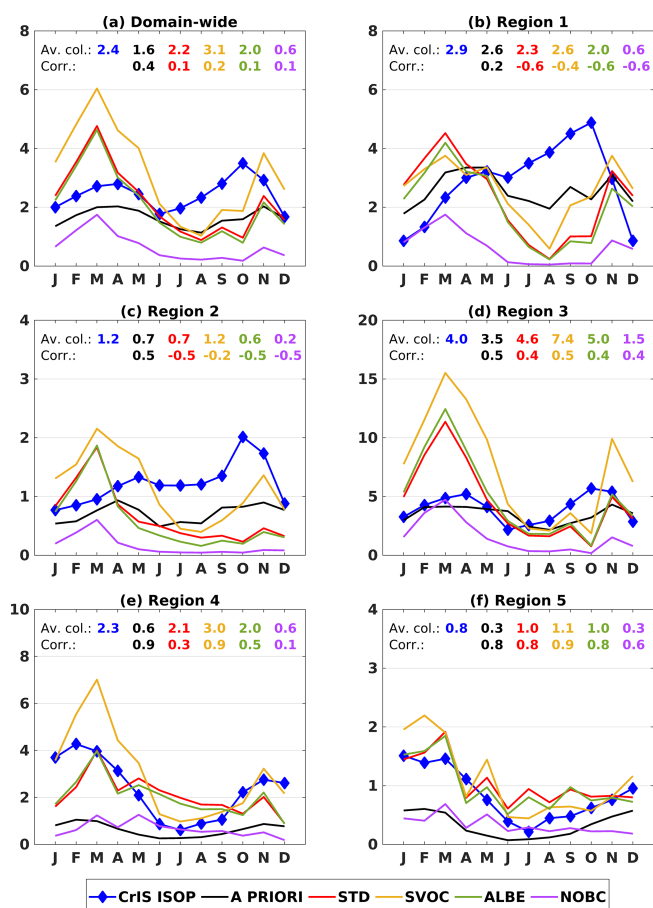 (a) Domain-wide
8
6
4
2
0
Av. col.: 2.4 1.6 2.2 3.1 2.0 0.6
Corr.: 0.4 0.1 0.2 0.1 0.1
J F M A M J J A S O N D
(b) Region 1
8
6
4
2
0
Av. col.: 2.9 2.6 2.3 2.6 2.0 0.6
Corr.: 0.2 -0.6 -0.4 -0.6 -0.6
J F M A M J J A S O N D
(c) Region 2
4
3
2
1
0
Av. col.: 1.2 0.7 0.7 1.2 0.6 0.2
Corr.: 0.5 -0.5 -0.2 -0.5 -0.5
J F M A M J J A S O N D
(d) Region 3
20
15
10
5
0
Av. col.: 4.0 3.5 4.6 7.4 5.0 1.5
Corr.: 0.5 0.4 0.5 0.4 0.4
J F M A M J J A S O N D
(e) Region 4
10
8
6
4
2
0
Av. col.: 2.3 0.6 2.1 3.0 2.0 0.6
Corr.: 0.9 0.3 0.9 0.5 0.1
J F M A M J J A S O N D
(f) Region 5
4
3
2
1
0
Av. col.: 0.8 0.3 1.0 1.1 1.0 0.3
Corr.: 0.8 0.8 0.9 0.8 0.6
J F M A M J J A S O N D
CrIS ISOP A PRIORI STD SVOC ALBE NOBC